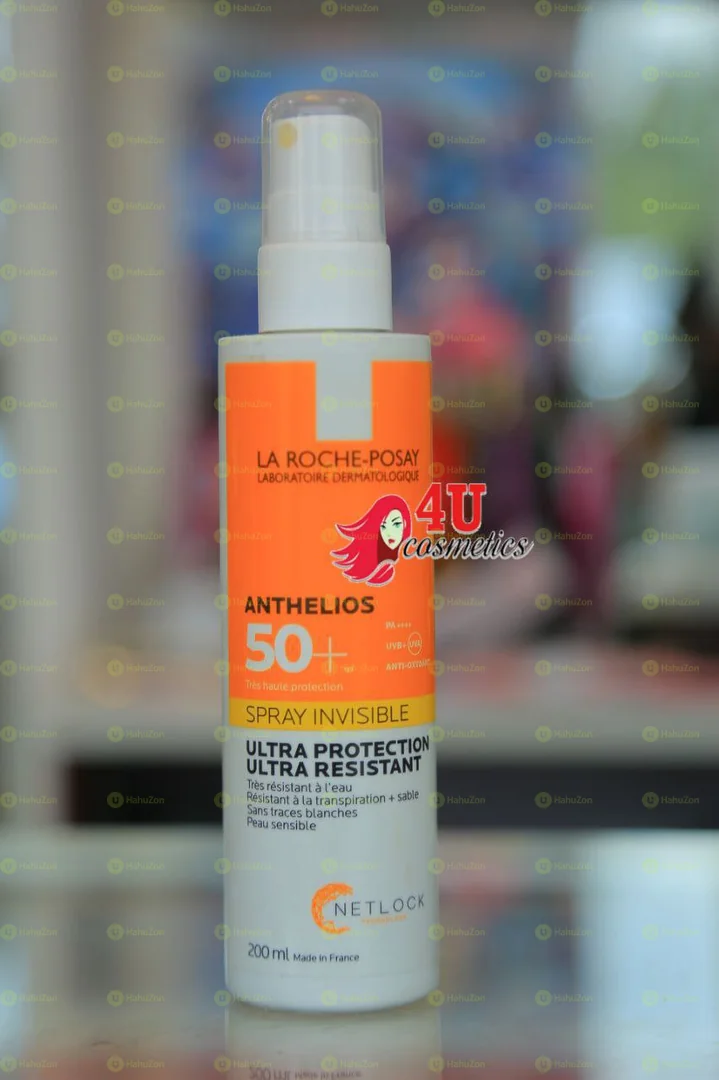 LA ROCHE-POSAY
LABORATOIRE DERMATOLOGIQUE
4U
cosmetics
ANTHELIOS
50+
PA ++++
UVB+ UVA
Très haute protection
SPRAY INVISIBLE
ULTRA PROTECTION
ULTRA RESISTANT
Très résistant à l'eau
Résistant à la transpiration + sable
Sans traces blanches
Peau sensible
NETLOCK
200 ml Made in France
HahuZon